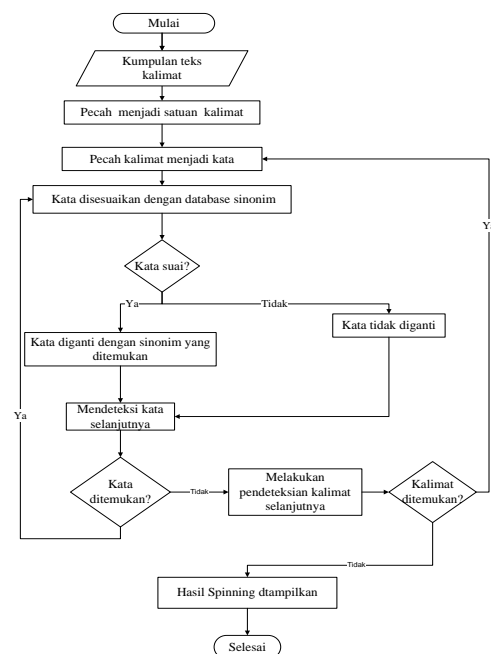 Mulai
Kumpulan teks
kalimat
Pecah menjadi satuan kalimat
Pecah kalimat menjadi kata
Ya
Kata disesuaikan dengan database sinonim
Kata suai?
Ya
Tidak
Kata diganti dengan sinonim yang
ditemukan
Kata tidak diganti
Ya
Mendeteksi kata
selanjutnya
Kata
ditemukan?
Tidak
Melakukan
pendeteksian kalimat
selanjutnya
Kalimat
ditemukan?
Tidak
Hasil Spinning dtampilkan
Selesai